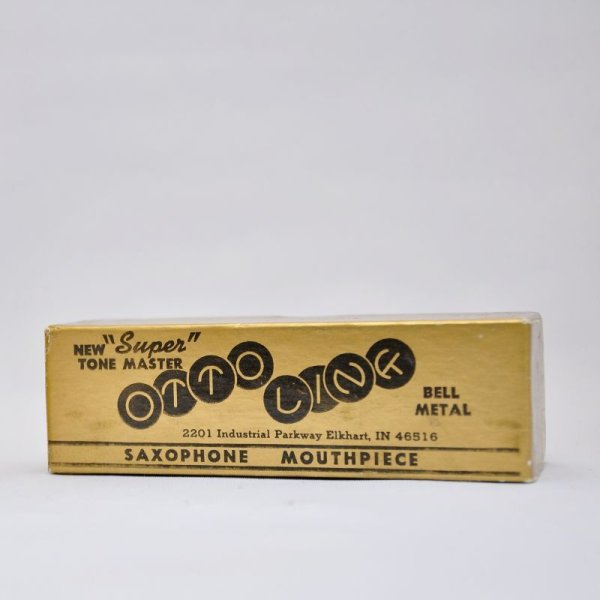 NEW "Super"
TONE MASTER
OTTO LINK
BELL
METAL
2201 Industrial Parkway Elkhart, IN 46516
SAXOPHONE MOUTHPIECE